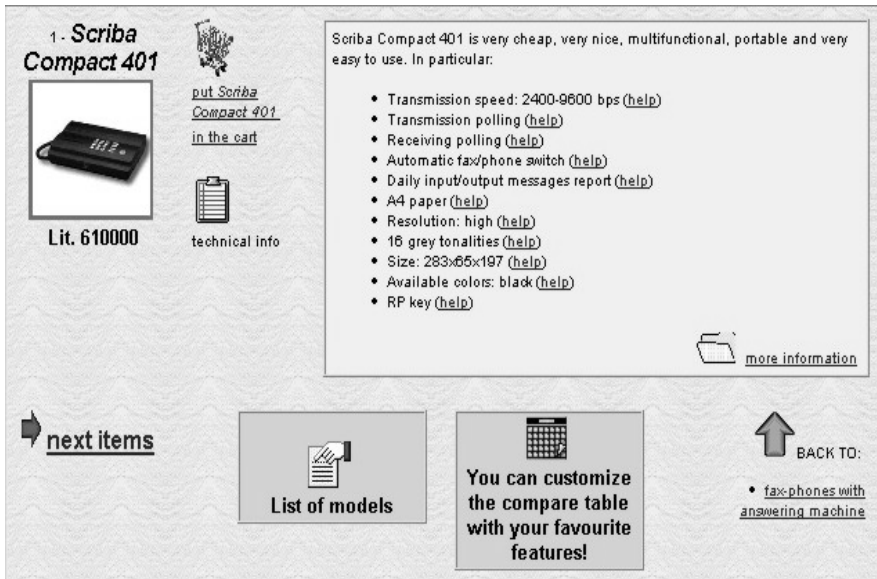 1 - Scriba
Compact 401
put Scriba
Compact 401
in the cart
technical info
Lit. 610000
Scriba Compact 401 is very cheap, very nice, multifunctional, portable and very
easy to use. In particular:
• Transmission speed: 2400-9600 bps (help)
• Transmission polling (help)
• Receiving polling (help)
• Automatic fax/phone switch (help)
• Daily input/output messages report (help)
• A4 paper (help)
• Resolution: high (help)
• 16 grey tonalities (help)
• Size: 283x65x197 (help)
• Available colors: black (help)
• RP key (help)
more information
next items
List of models
You can customize
the compare table
with your favourite
features!
BACK TO:
• fax-phones with
answering machine